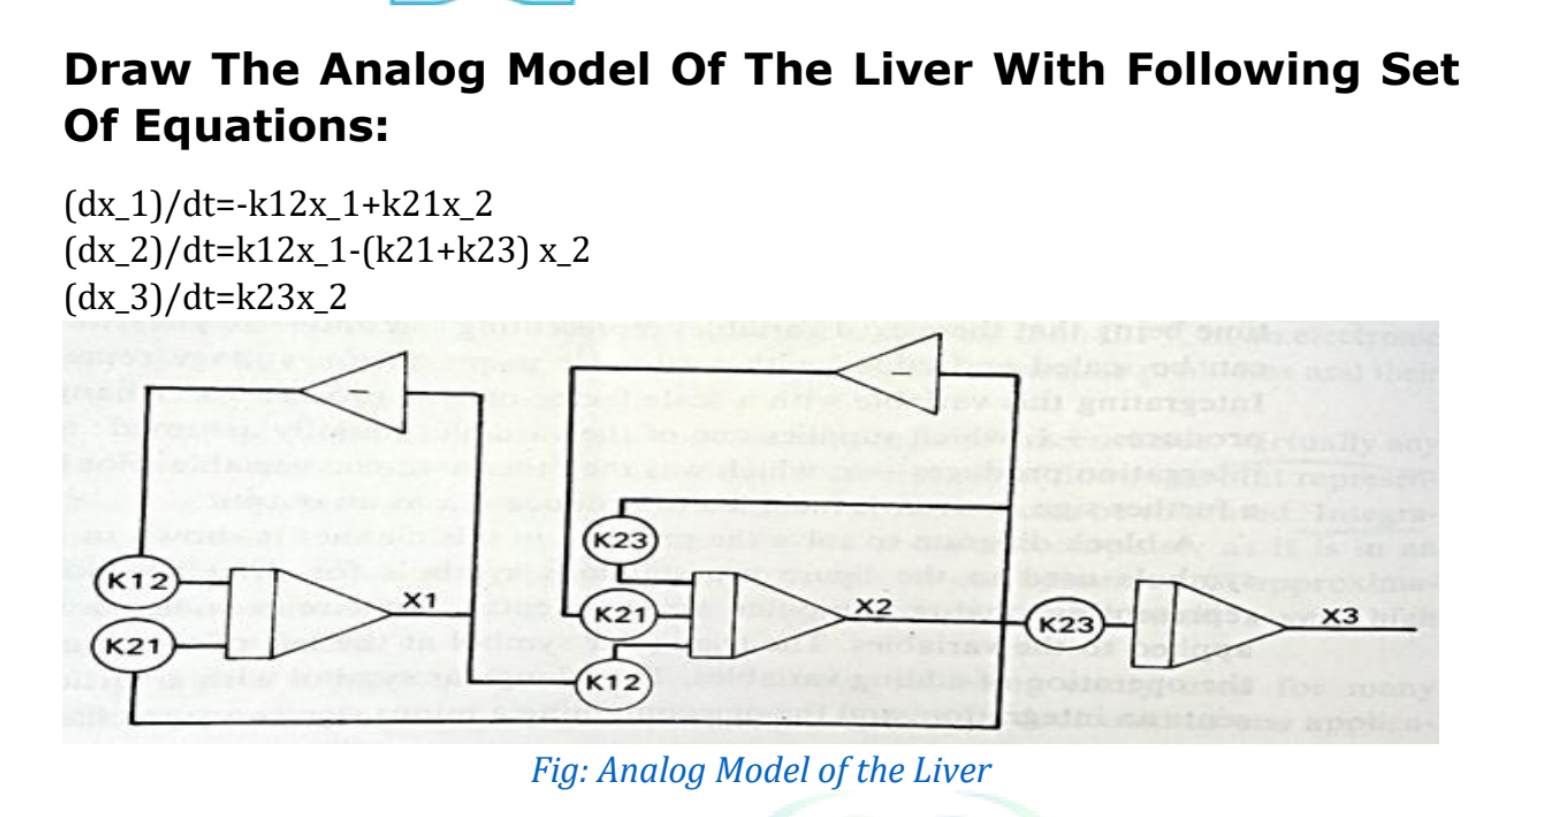 Draw The Analog Model Of The Liver With Following Set
Of Equations:
(dx_1)/dt=-k12x_1+k21x_2
(dx_2)/dt=k12x_1-(k21+k23) x_2
(dx_3)/dt=k23x_2
K12
K21
X1
K23
K21
K12
X2
K23
X3
Fig: Analog Model of the Liver